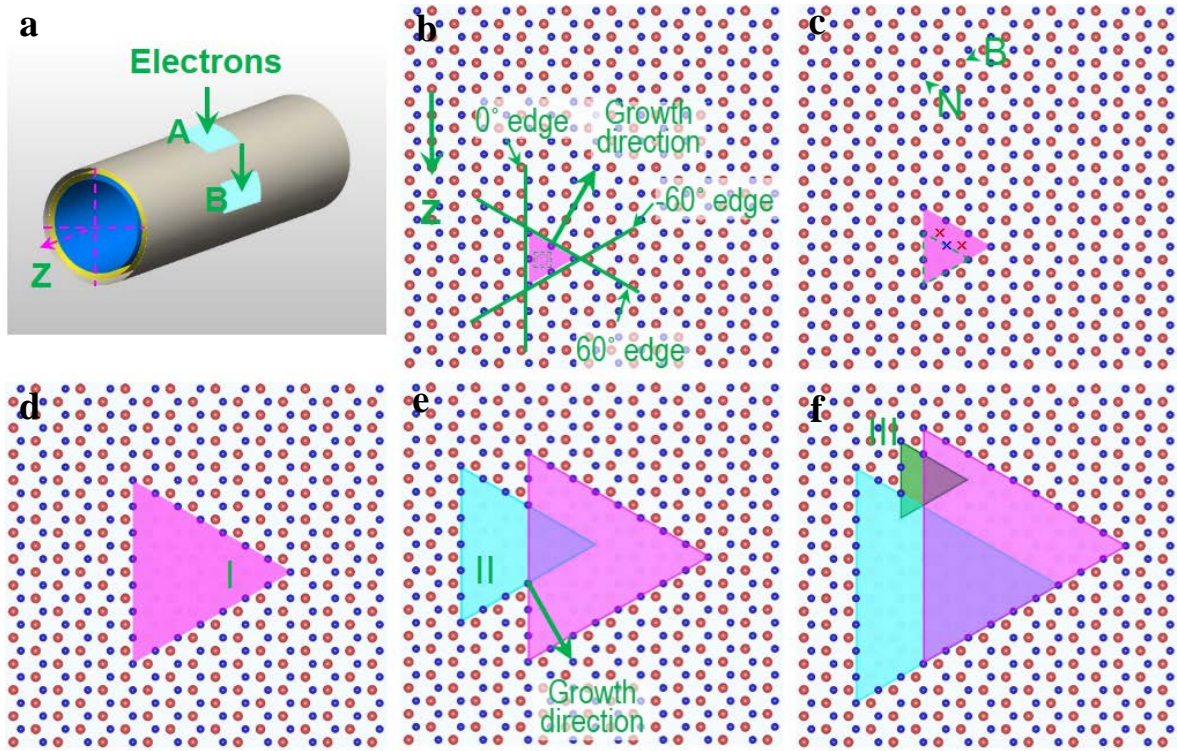 a
Electrons
A
B
Z
b
0° edge
Growth
direction
Z
-60° edge
60° edge
c
B
N
d
I
e
II
Growth
direction
f
III